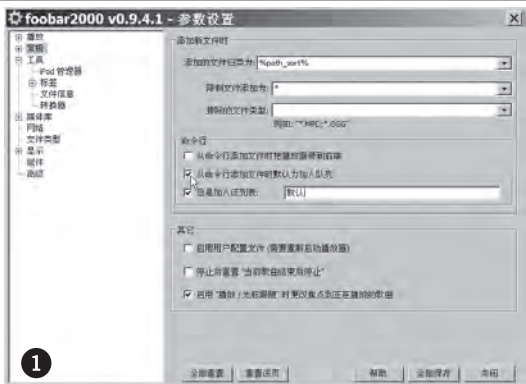 foobar2000 v0.9.4.1 - 参数设置
播放
常规
工具
iPod 管理器
标签
文件信息
转换器
媒体库
网络
文件类型
显示
组件
高级
添加新文件时
添加的文件归类为: %path_sort%
限制文件添加为: *
排除的文件类型:
例如: "*.MPC;*.OGG"
命令行
从命令行添加文件时把播放器带到前端
从命令行添加文件时默认为加入队列
总是加入该列表: 默认
其它
启用用户配置文件 (需要重新启动播放器)
停止后重置 "当前歌曲结束后停止"
启用 "播放 / 光标跟随" 时更改焦点到正在播放的歌曲
全部重置
重置该页
帮助
全部保存
关闭
1